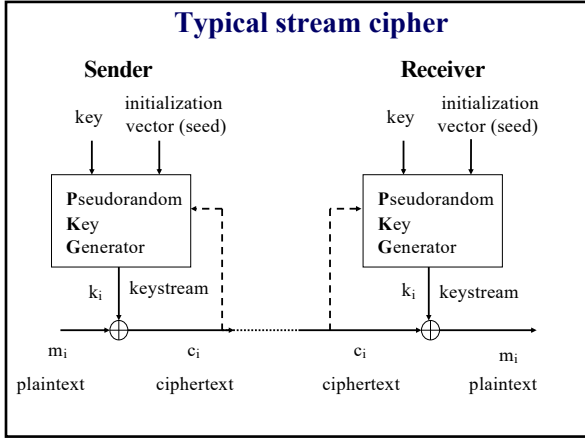 Typical stream cipher
Sender
Receiver
key
initialization
vector (seed)
key
initialization
vector (seed)
Pseudorandom
Key
Generator
Pseudorandom
Key
Generator
ki
keystream
ki
keystream
mi
ci
ci
mi
plaintext
ciphertext
ciphertext
plaintext